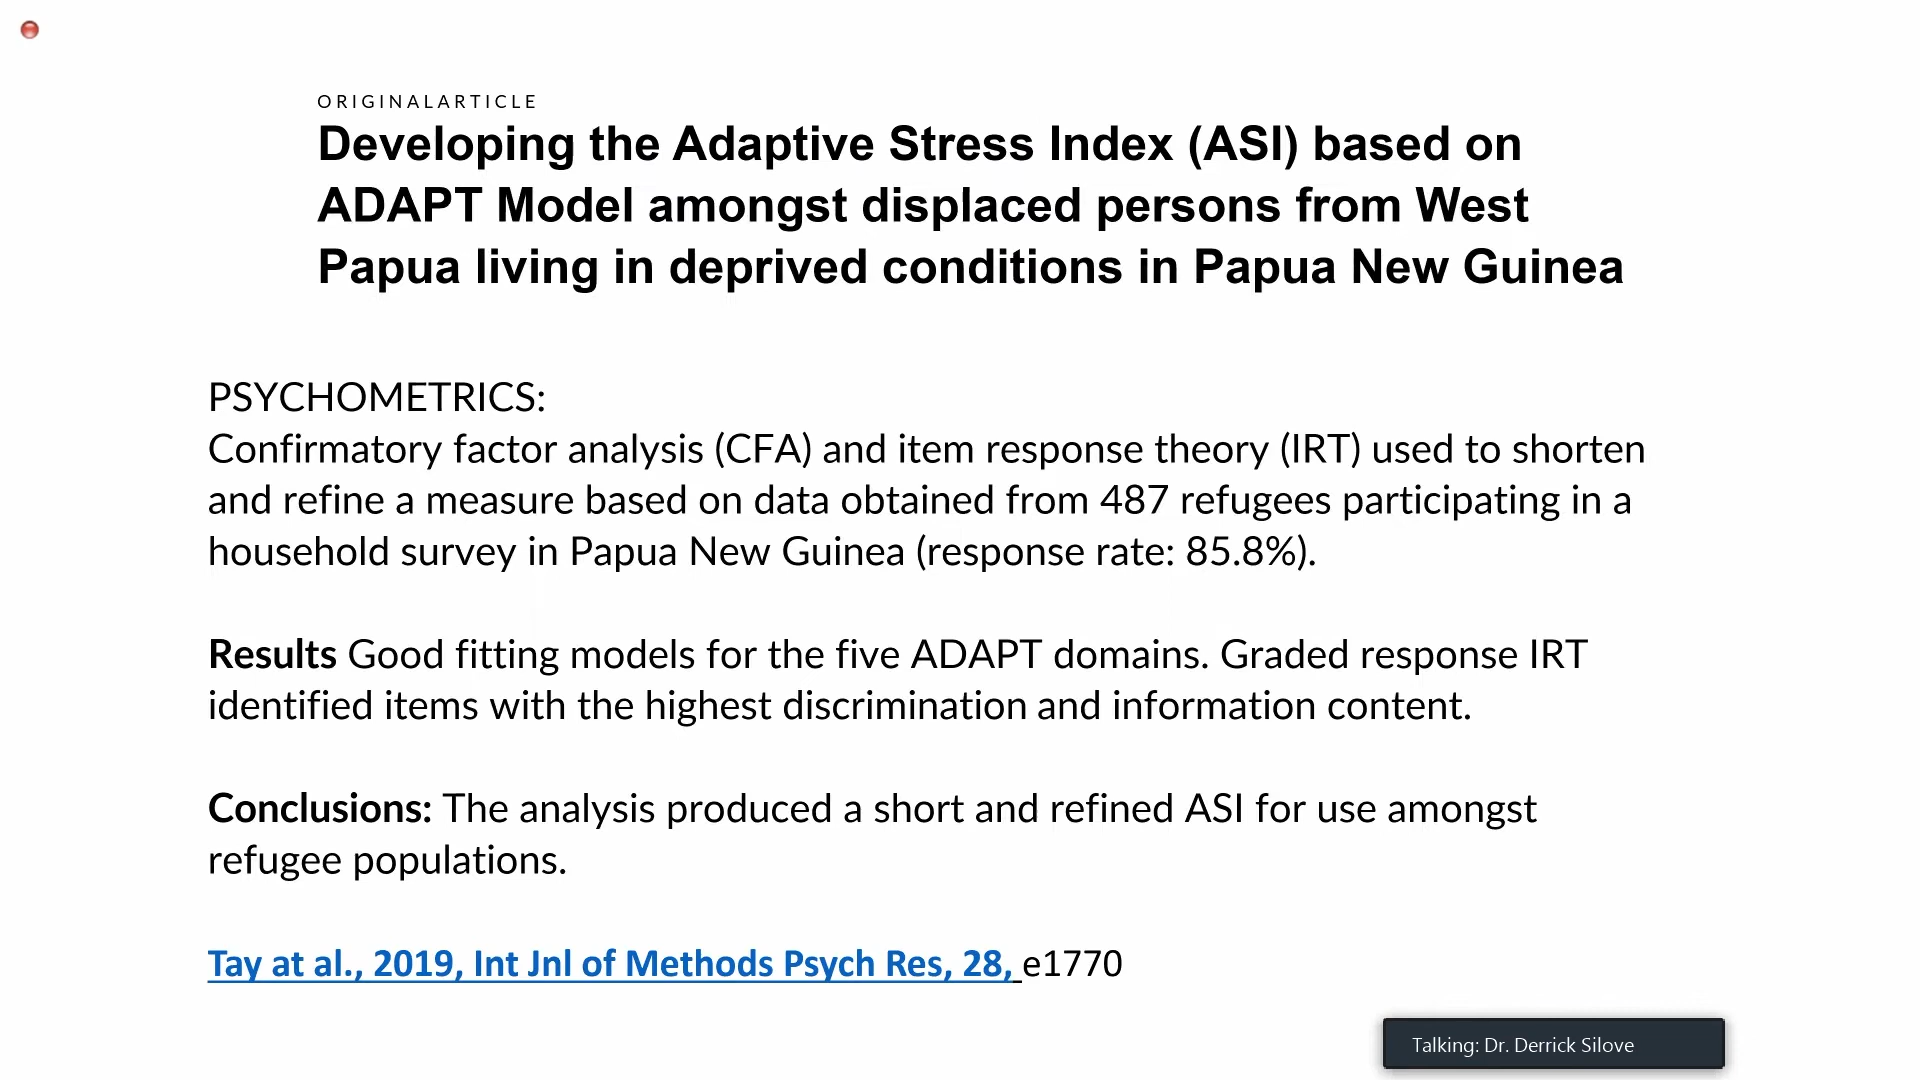 ORIGINALARTICLE
Developing the Adaptive Stress Index (ASI) based on
ADAPT Model amongst displaced persons from West
Papua living in deprived conditions in Papua New Guinea
PSYCHOMETRICS:
Confirmatory factor analysis (CFA) and item response theory (IRT) used to shorten
and refine a measure based on data obtained from 487 refugees participating in a
household survey in Papua New Guinea (response rate: 85.8%).
Results Good fitting models for the five ADAPT domains. Graded response IRT
identified items with the highest discrimination and information content.
Conclusions: The analysis produced a short and refined ASI for use amongst
refugee populations.
Tay at al., 2019, Int Jnl of Methods Psych Res, 28, e1770
Talking: Dr. Derrick Silove